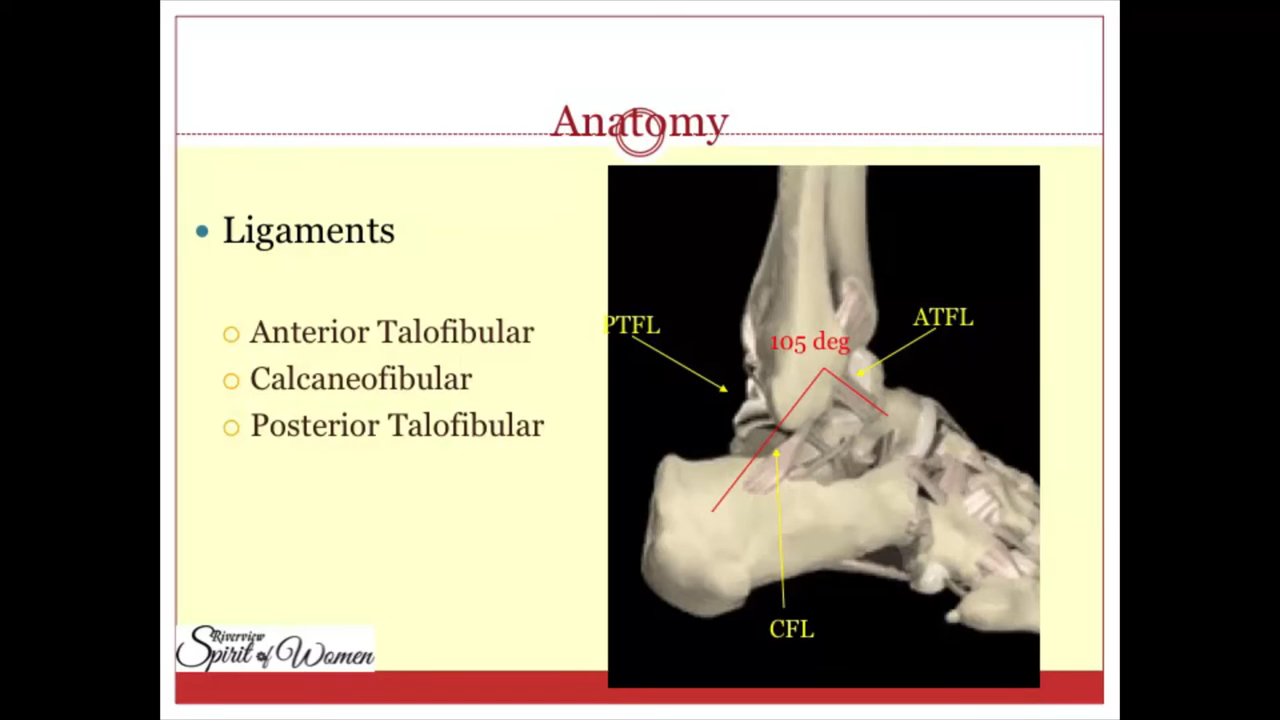 Anatomy
Ligaments
Anterior Talofibular
Calcaneofibular
Posterior Talofibular
PTFL
ATFL
105 deg
CFL
Riverview
Spirit of Women